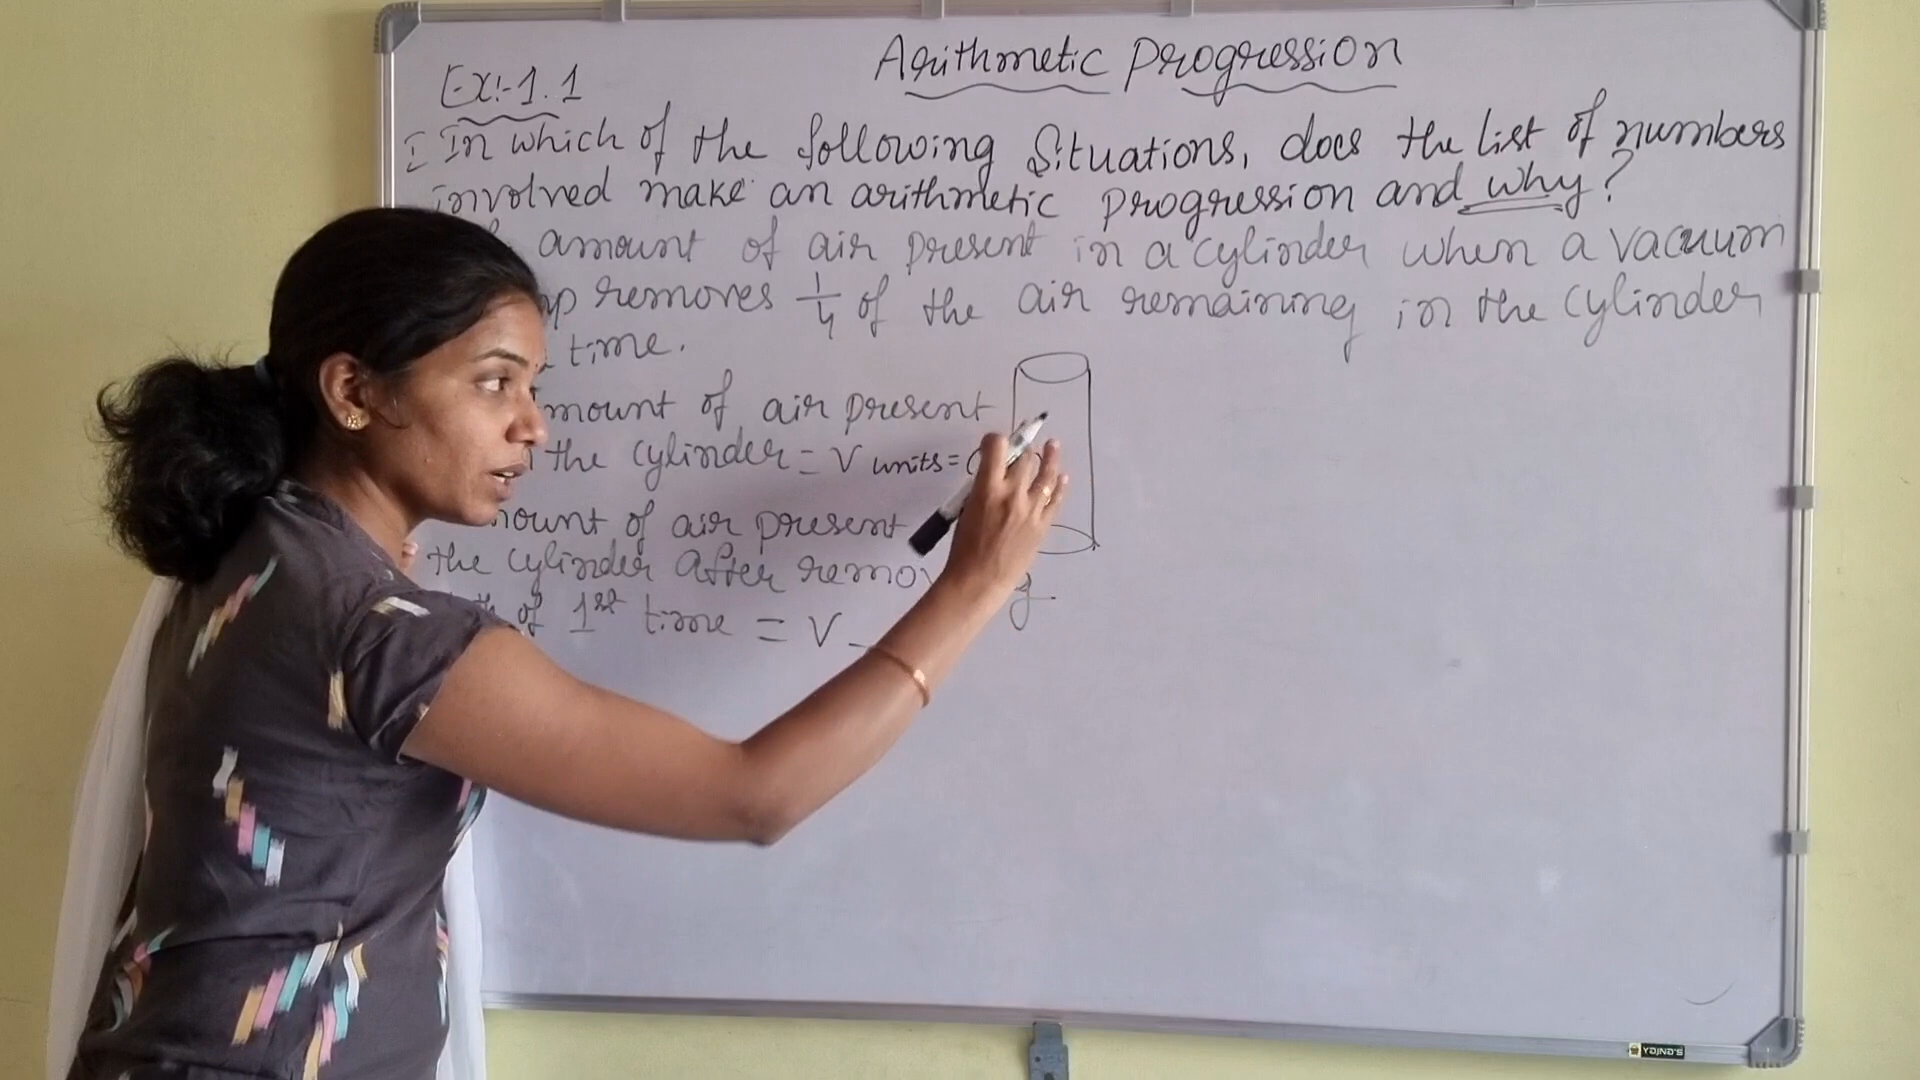 Arithmetic Progression
Ex:-1.1
I In which of the following Situations, does the list of numbers
involved make an arithmetic progression and why?
amount of air present in a cylinder when a vacuum
removes 1/4 of the air remaining in the cylinder
time.
mount of air present
the cylinder = V units = (
ount of air present
the cylinder after remov g
of 1st time = V -
YAJNA'S